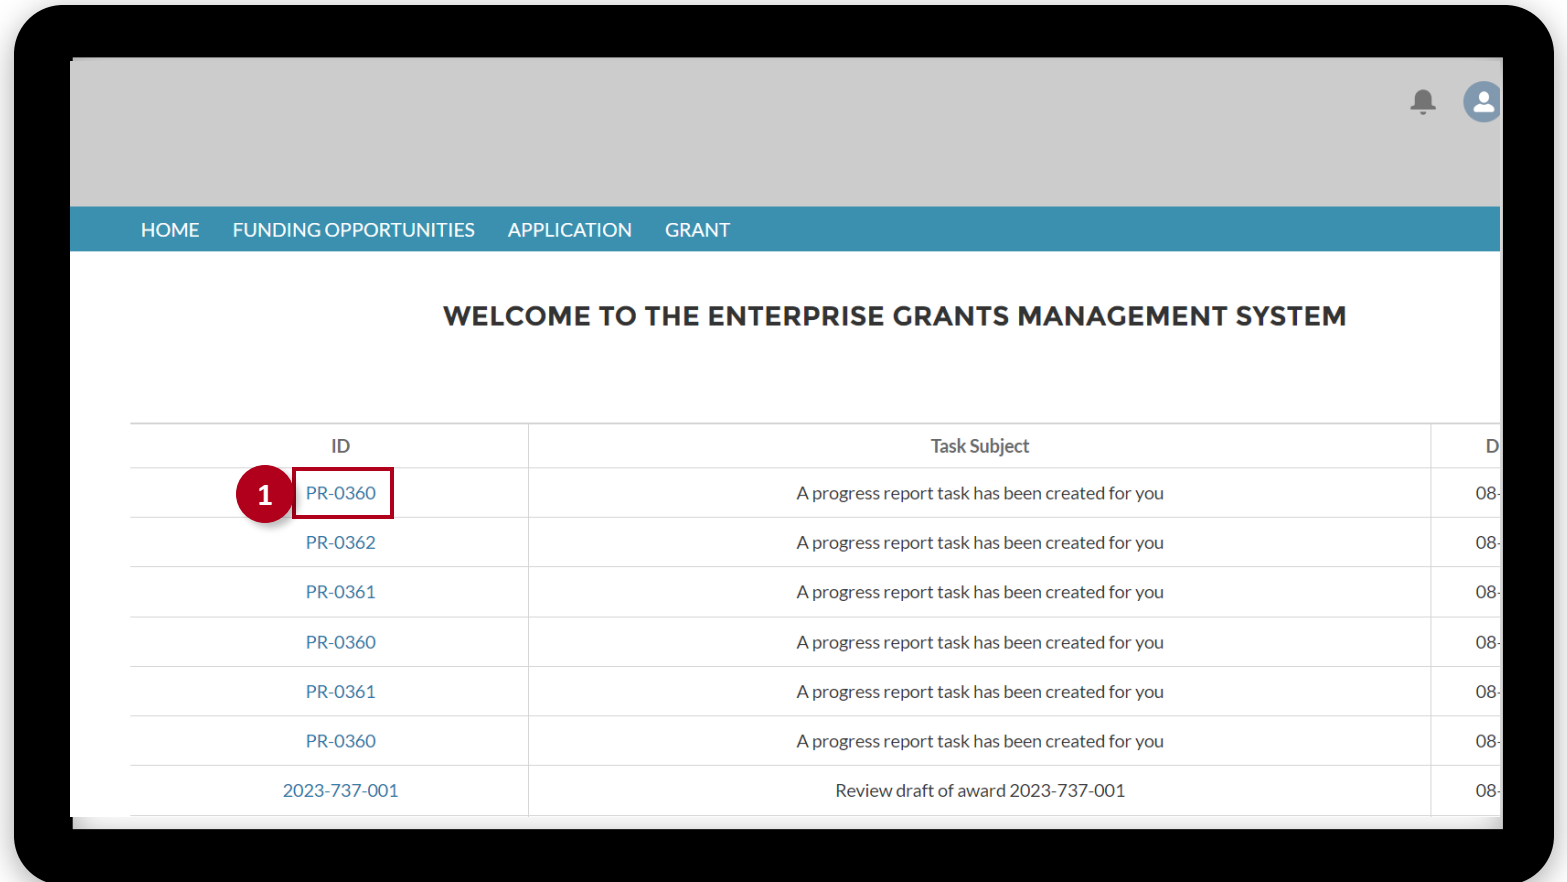 HOME FUNDING OPPORTUNITIES APPLICATION GRANT
WELCOME TO THE ENTERPRISE GRANTS MANAGEMENT SYSTEM
ID Task Subject D
1 PR-0360 A progress report task has been created for you 08-
PR-0362 A progress report task has been created for you 08-
PR-0361 A progress report task has been created for you 08-
PR-0360 A progress report task has been created for you 08-
PR-0361 A progress report task has been created for you 08-
PR-0360 A progress report task has been created for you 08-
2023-737-001 Review draft of award 2023-737-001 08-